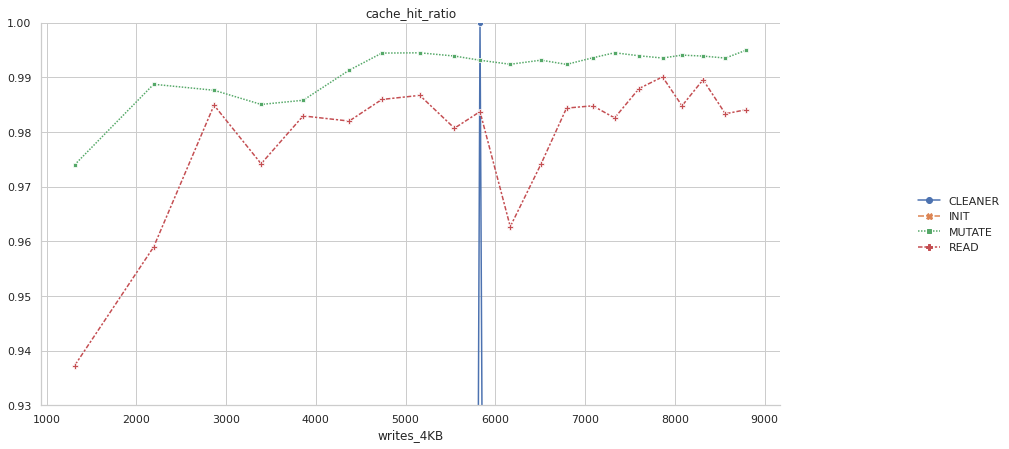 cache_hit_ratio
1.00
0.99
0.98
0.97
0.96
0.95
0.94
0.93
1000 2000 3000 4000 5000 6000 7000 8000 9000
writes_4KB
CLEANER
INIT
MUTATE
READ